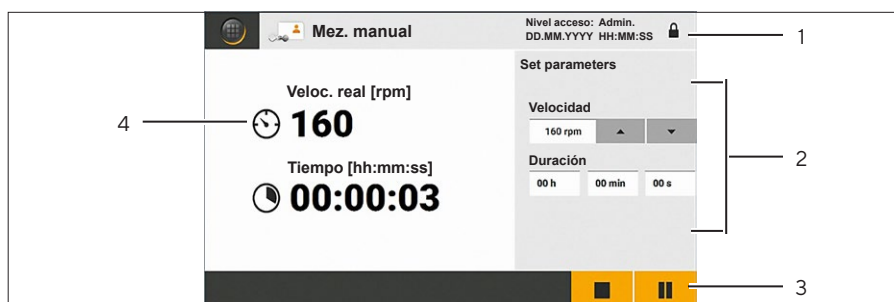 Mez. manual
Nivel acceso: Admin.
DD.MM.YYYY HH:MM:SS
1
Set parameters
Veloc. real [rpm]
4
160
Velocidad
160 rpm
2
Tiempo [hh:mm:ss]
00:00:03
Duración
00 h 00 min 00 s
3